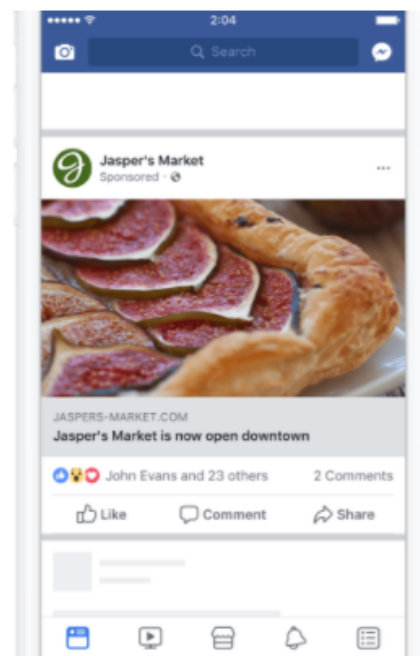 2:04
Search
Jasper's Market
Sponsored ·
JASPERS-MARKET.COM
Jasper's Market is now open downtown
John Evans and 23 others 2 Comments
Like Comment Share